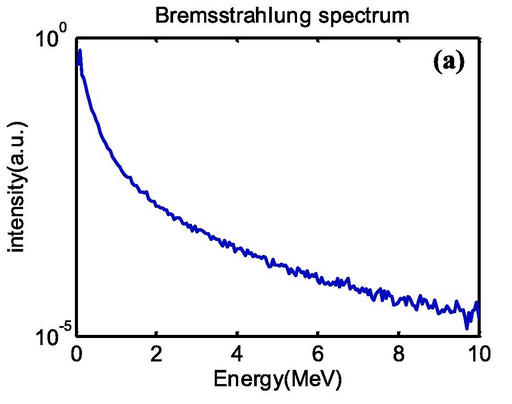 Bremsstrahlung spectrum
10^0
(a)
intensity(a.u.)
10^-5
0 2 4 6 8 10
Energy(MeV)